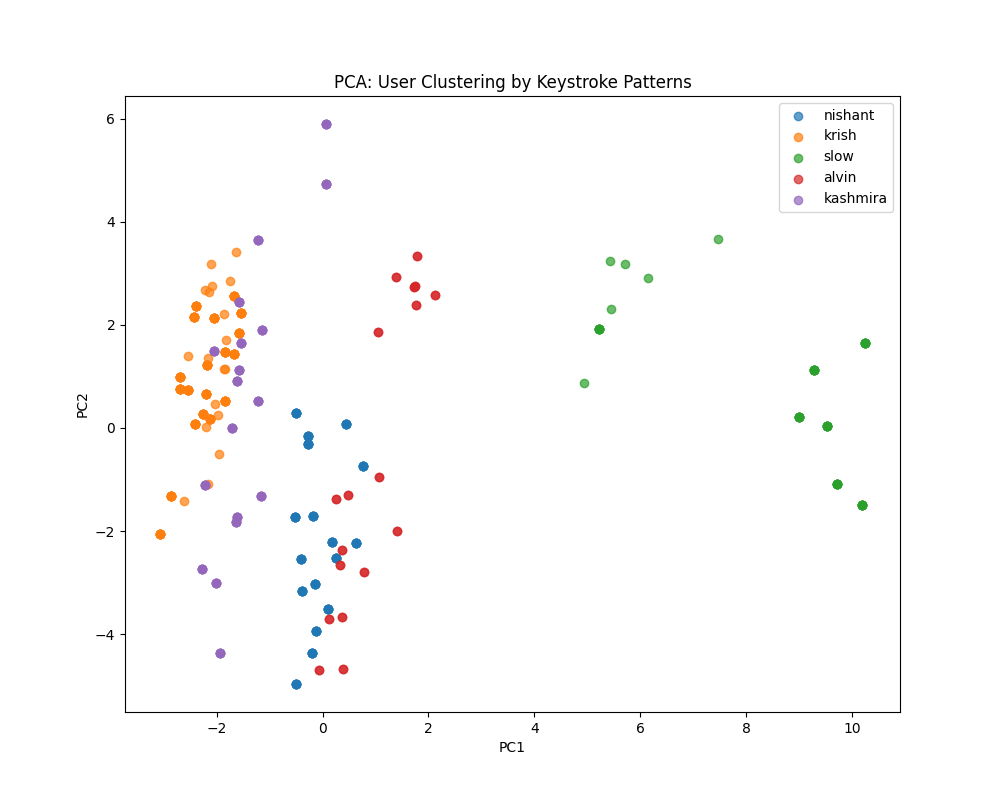 PCA: User Clustering by Keystroke Patterns
nishant
krish
slow
alvin
kashmira
6
4
2
0
−2
−4
PC2
−2
0
2
4
6
8
10
PC1